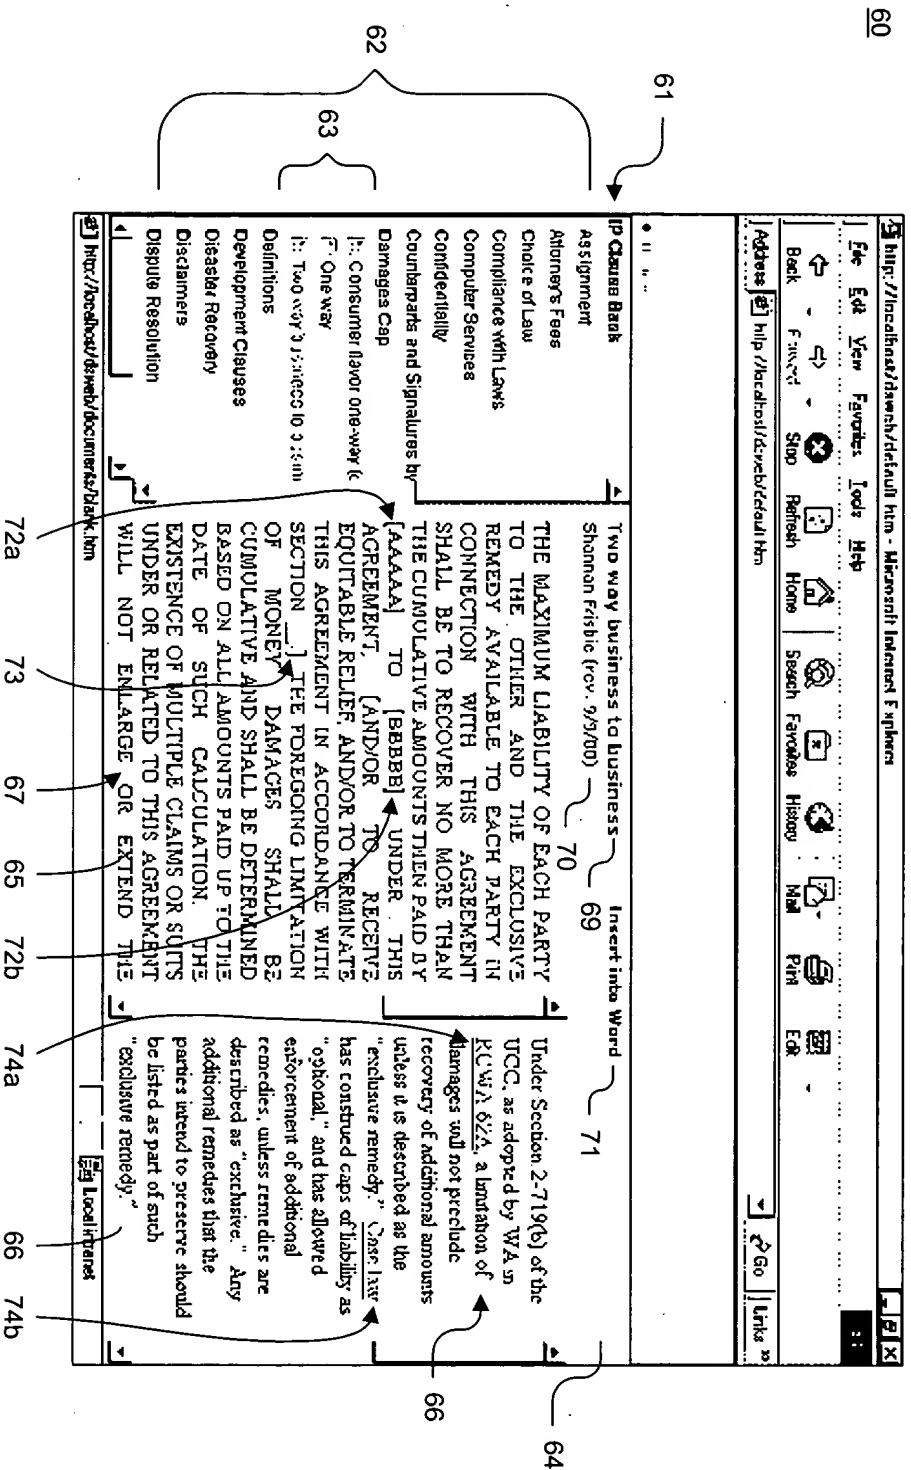 60
http://localhost/dsweb/default htm - Microsoft Internet Explorer
File Edit View Favorites Tools Help
Back Stop Refresh Home Search Favorites History Mail Print Edit
Address http //localhost/dsweb/default htm Go Links »
61
IP Clause Bank
62
Assignment
Attorney's Fees
Choice of Law
Compliance with Laws
Computer Services
Confidentiality
Counterparts and Signatures by
Damages Cap
63
Consumer flavor one-way (c
One way
Two way business to busin
Definitions
Development Clauses
Disaster Recovery
Disclaimers
Dispute Resolution
Two way business to business
69
Insert into Word
71
64
Shannan Frisbie (rev. 9/9/00)
70
THE MAXIMUM LIABILITY OF EACH PARTY
TO THE OTHER AND THE EXCLUSIVE
REMEDY AVAILABLE TO EACH PARTY IN
CONNECTION WITH THIS AGREEMENT
SHALL BE TO RECOVER NO MORE THAN
THE CUMULATIVE AMOUNTS THEN PAID BY
[AAAAA] TO [BBBBB] UNDER THIS
AGREEMENT, [AND/OR TO RECEIVE
EQUITABLE RELIEF, AND/OR TO TERMINATE
THIS AGREEMENT IN ACCORDANCE WITH
SECTION __.] THE FOREGOING LIMITATION
OF MONEY DAMAGES SHALL BE
CUMULATIVE AND SHALL BE DETERMINED
BASED ON ALL AMOUNTS PAID UP TO THE
DATE OF SUCH CALCULATION. THE
EXISTENCE OF MULTIPLE CLAIMS OR SUITS
UNDER OR RELATED TO THIS AGREEMENT
WILL NOT ENLARGE OR EXTEND THE
Under Section 2-719(b) of the
UCC, as adopted by WA in
RCWA 62A, a limitation of
damages will not preclude
recovery of additional amounts
unless it is described as the
"exclusive remedy." Case law
has construed caps of liability as
"optional," and has allowed
enforcement of additional
remedies, unless remedies are
described as "exclusive." Any
additional remedies that the
parties intend to preserve should
be listed as part of such
"exclusive remedy."
66
http://localhost/dsweb/documents/blank.htm
Local intranet
72a
73
67
65
72b
74a
66
74b